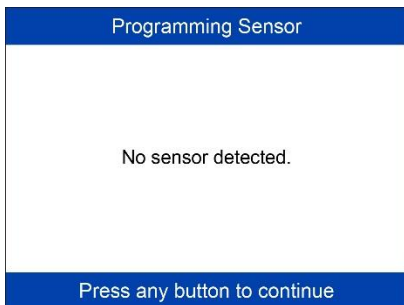 Programming Sensor
No sensor detected.
Press any button to continue